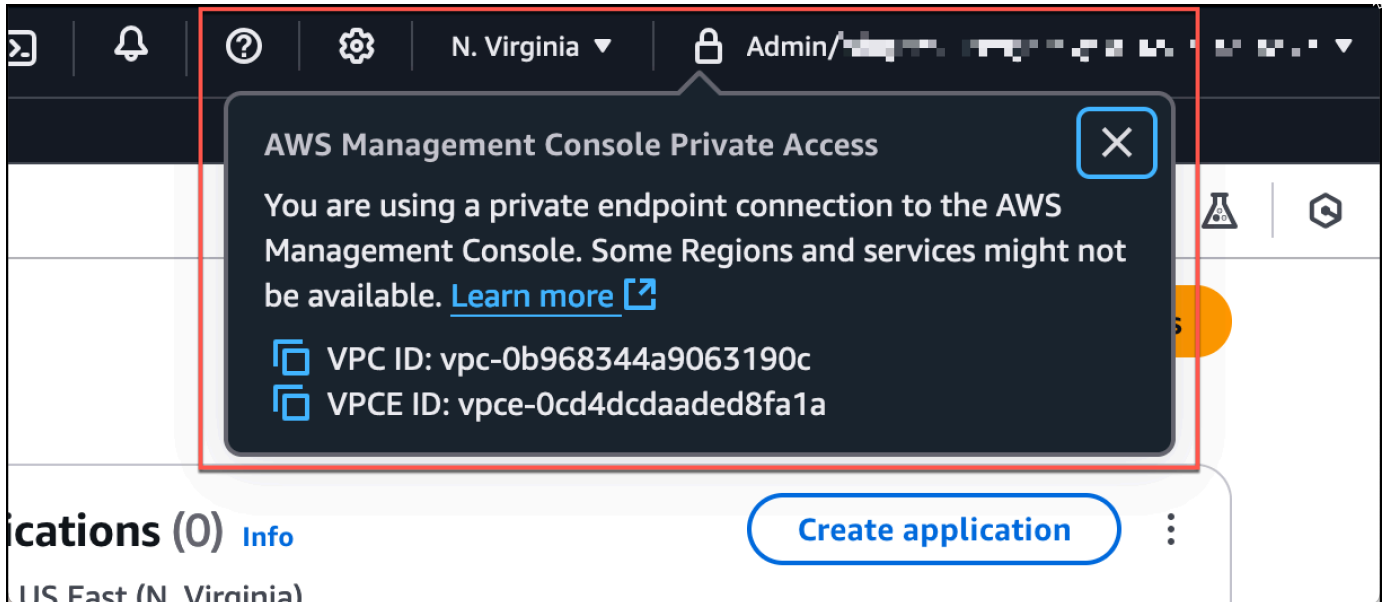 N. Virginia ▼ Admin/
AWS Management Console Private Access
You are using a private endpoint connection to the AWS
Management Console. Some Regions and services might not
be available. Learn more
VPC ID: vpc-0b968344a9063190c
VPCE ID: vpce-0cd4dcdaaded8fa1a
ications (0) Info
Create application
US East (N. Virginia)